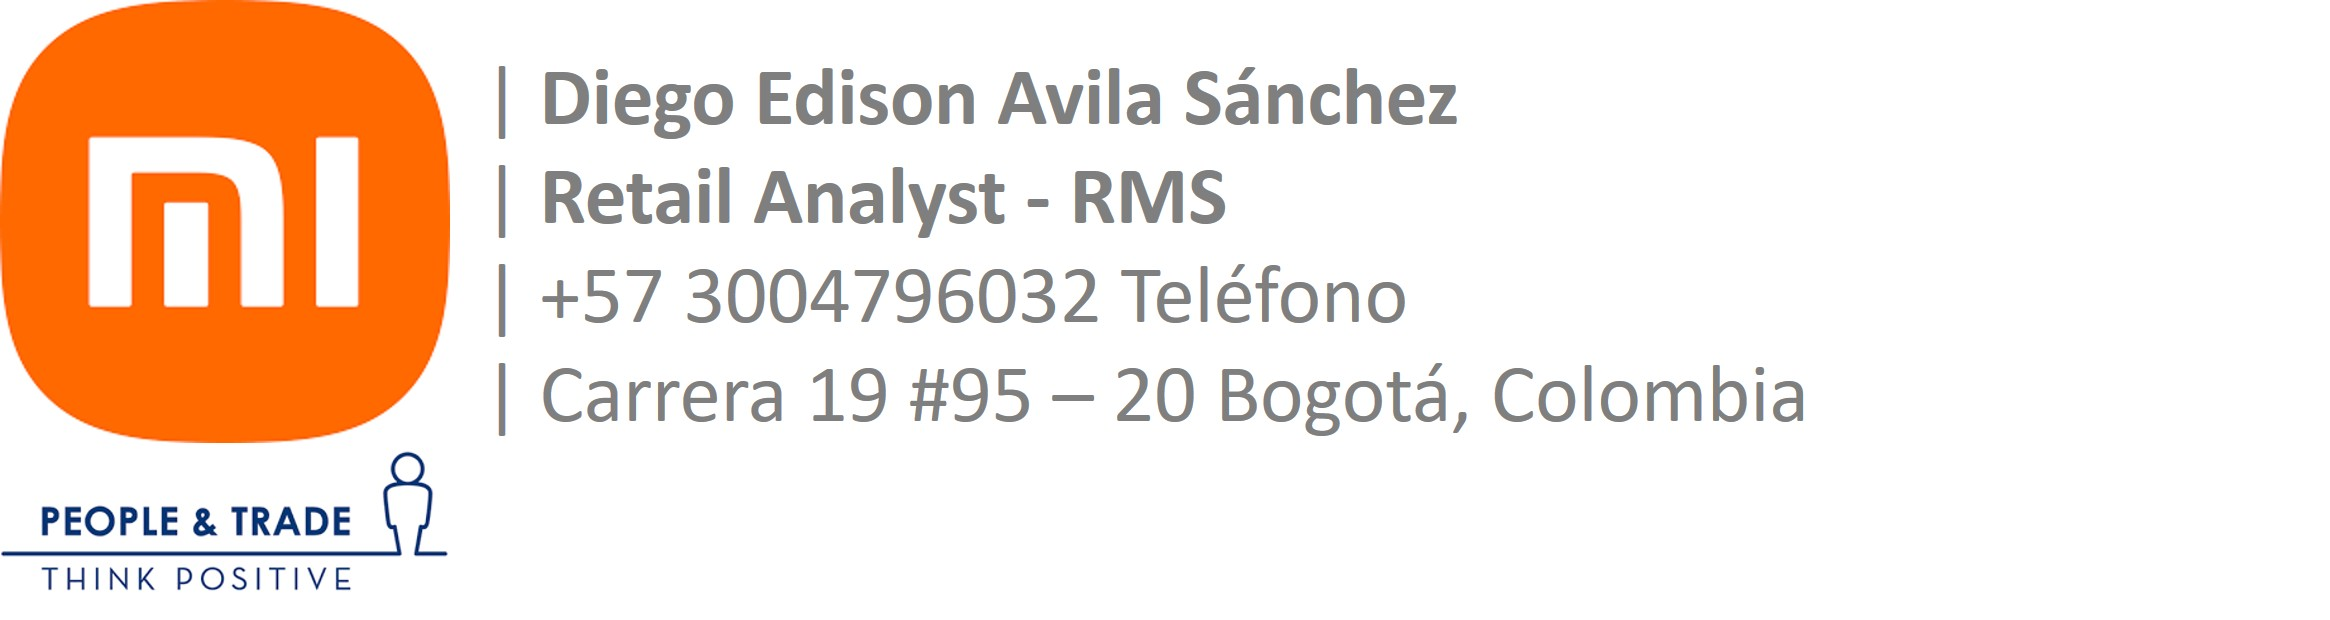 mi
| Diego Edison Avila Sánchez
| Retail Analyst - RMS
| +57 3004796032 Teléfono
| Carrera 19 #95 – 20 Bogotá, Colombia
PEOPLE & TRADE
THINK POSITIVE